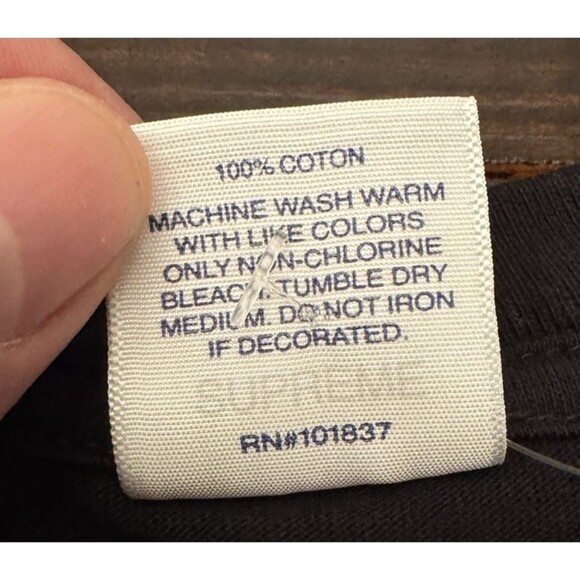 100% COTON
MACHINE WASH WARM
WITH LIKE COLORS
ONLY NON-CHLORINE
BLEACH. TUMBLE DRY
MEDIUM. DO NOT IRON
IF DECORATED.
SUPREME
RN#101837